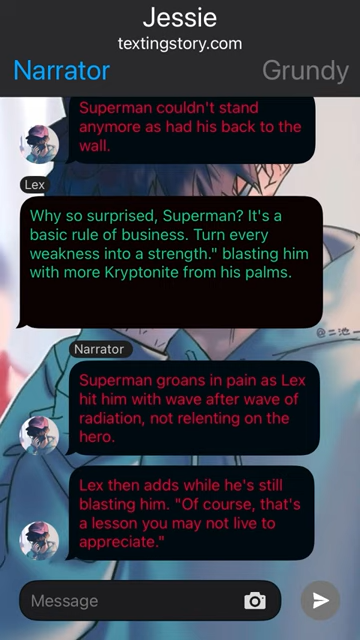 Jessie
textingstory.com
Narrator
Grundy
Superman couldn't stand
anymore as had his back to the
wall.
Lex
Why so surprised, Superman? It's a
basic rule of business. Turn every
weakness into a strength." blasting him
with more Kryptonite from his palms.
Narrator
Superman groans in pain as Lex
hit him with wave after wave of
radiation, not relenting on the
hero.
Lex then adds while he's still
blasting him. "Of course, that's
a lesson you may not live to
appreciate."
Message